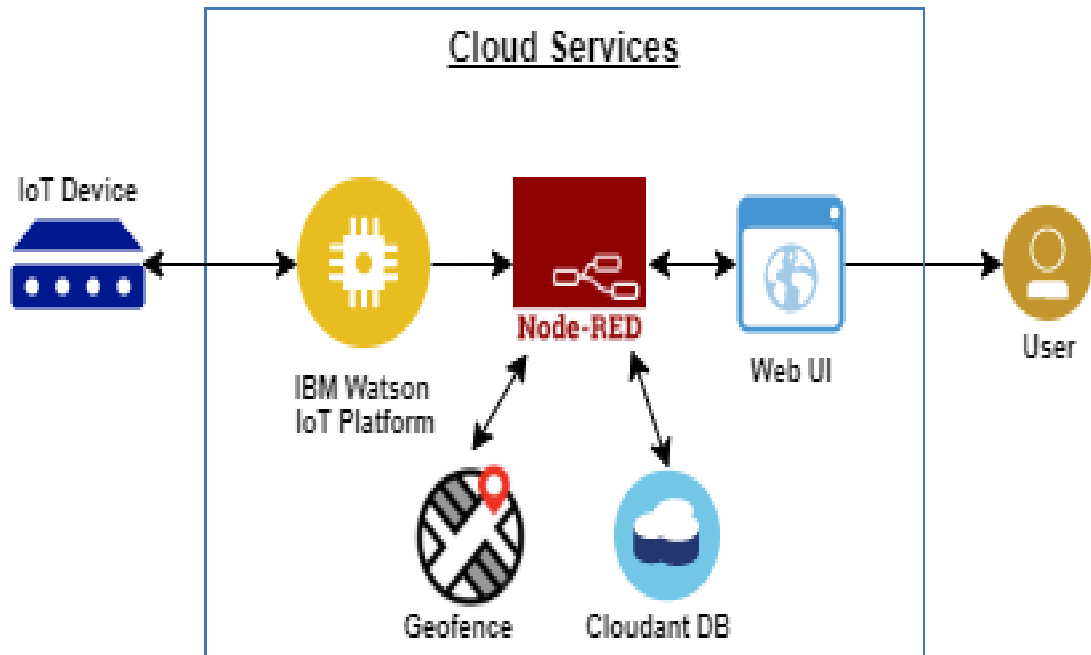 Cloud Services
IoT Device
Node-RED
IBM Watson
IoT Platform
Web UI
User
Geofence
Cloudant DB